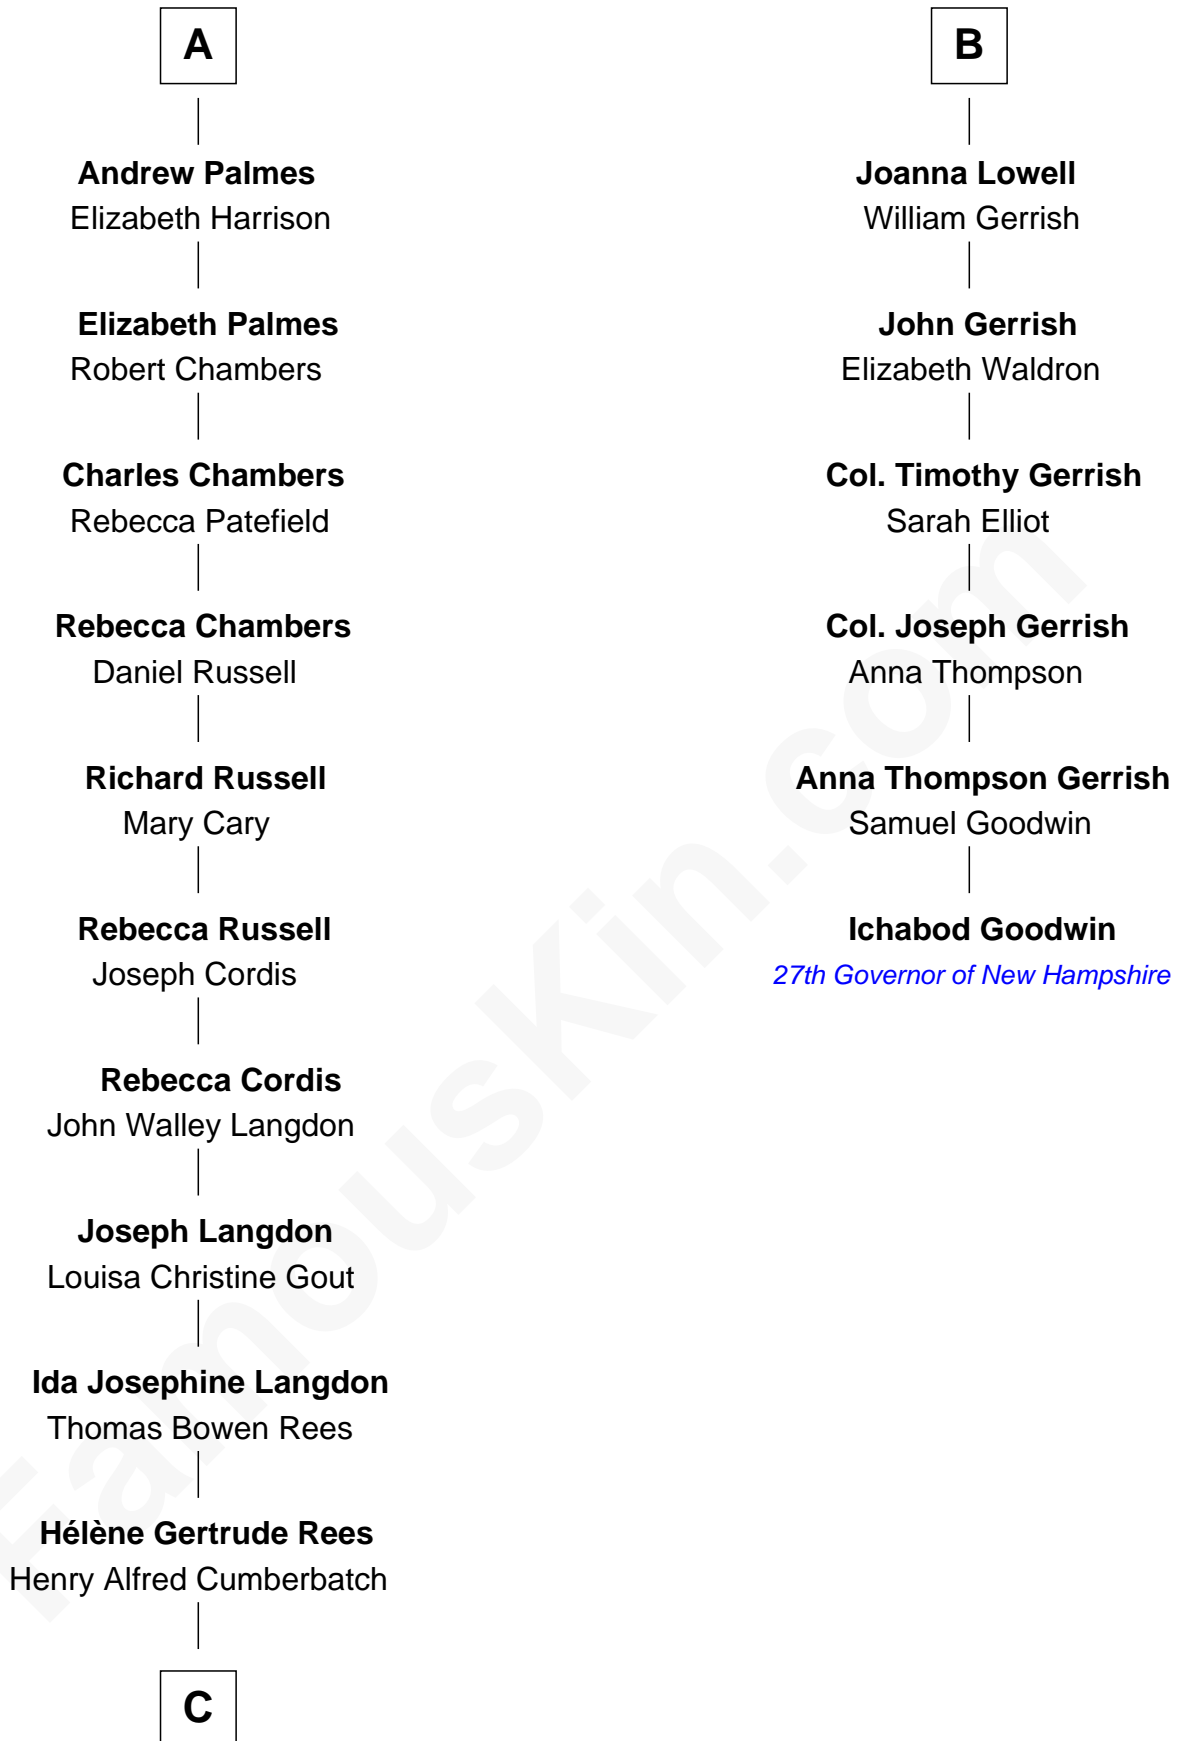 A
Andrew Palmes
Elizabeth Harrison
Elizabeth Palmes
Robert Chambers
Charles Chambers
Rebecca Patefield
Rebecca Chambers
Daniel Russell
Richard Russell
Mary Cary
Rebecca Russell
Joseph Cordis
Rebecca Cordis
John Walley Langdon
Joseph Langdon
Louisa Christine Gout
Ida Josephine Langdon
Thomas Bowen Rees
Hélène Gertrude Rees
Henry Alfred Cumberbatch
C
B
Joanna Lowell
William Gerrish
John Gerrish
Elizabeth Waldron
Col. Timothy Gerrish
Sarah Elliot
Col. Joseph Gerrish
Anna Thompson
Anna Thompson Gerrish
Samuel Goodwin
Ichabod Goodwin
27th Governor of New Hampshire
FamousKin.com